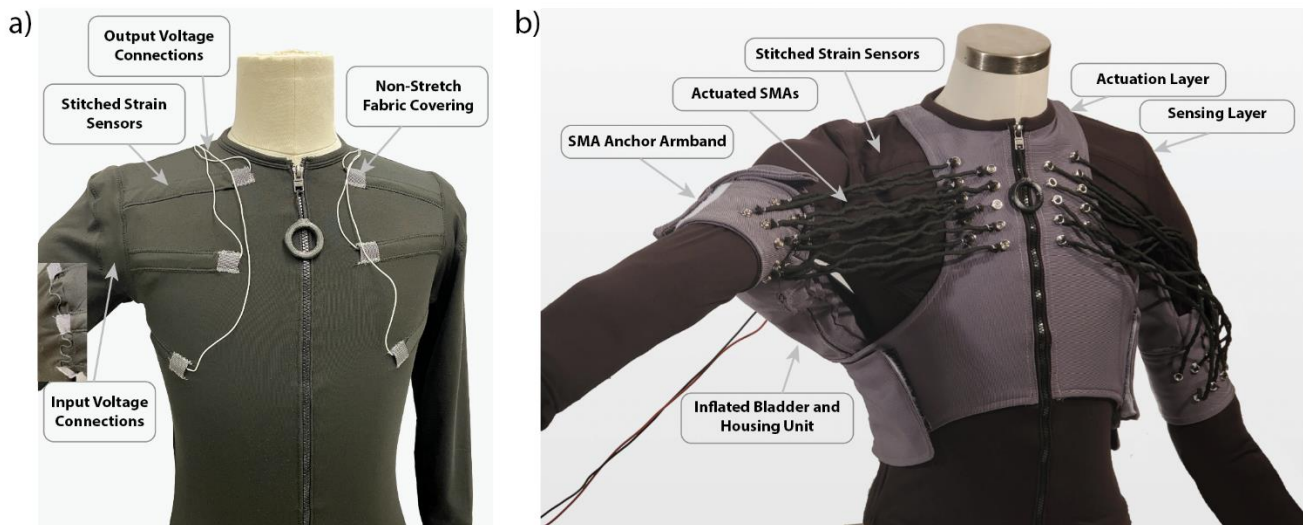 a)
Output Voltage
Connections
Stitched Strain
Sensors
Non-Stretch
Fabric Covering
Input Voltage
Connections
b)
Stitched Strain Sensors
Actuated SMAs
SMA Anchor Armband
Actuation Layer
Sensing Layer
Inflated Bladder and
Housing Unit